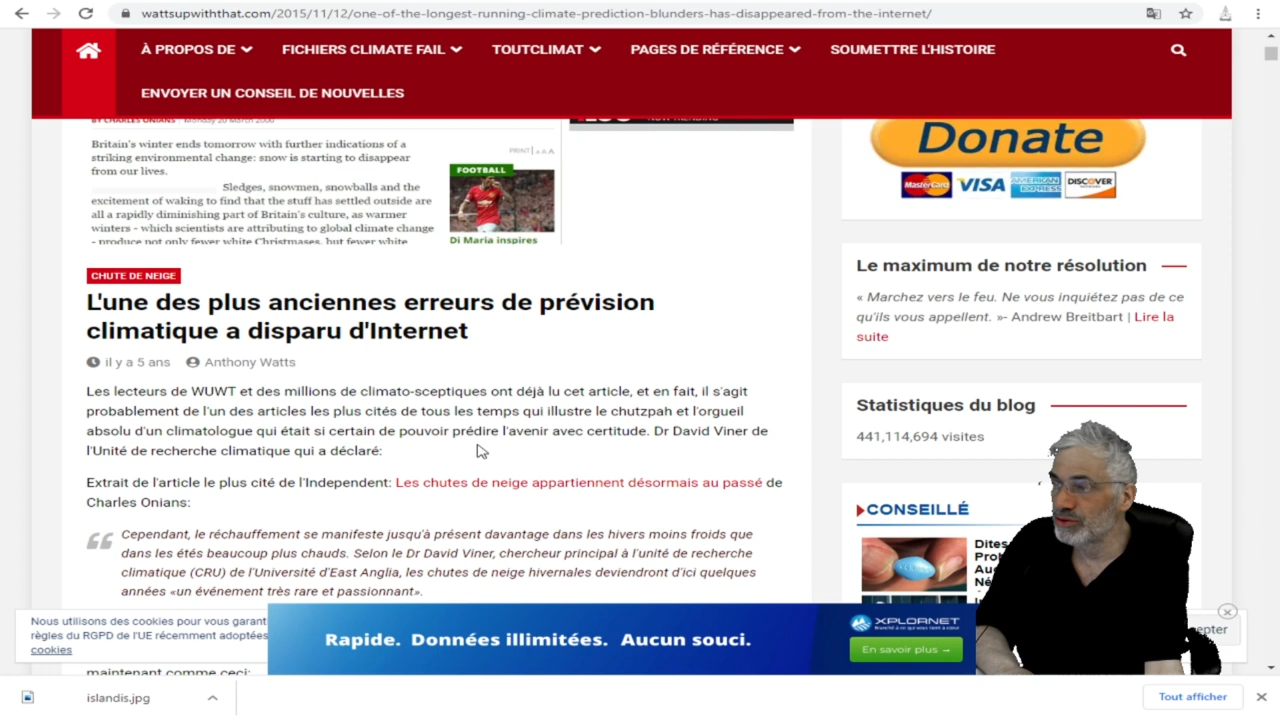 wattsupwiththat.com/2015/11/12/one-of-the-longest-running-climate-prediction-blunders-has-disappeared-from-the-internet/
À PROPOS DE
FICHIERS CLIMATE FAIL
TOUTCLIMAT
PAGES DE RÉFÉRENCE
SOUMETTRE L'HISTOIRE
ENVOYER UN CONSEIL DE NOUVELLES
BY CHARLES ONIANS | Monday 20 March 2000
Britain's winter ends tomorrow with further indications of a
striking environmental change: snow is starting to disappear
from our lives.
Sledges, snowmen, snowballs and the
excitement of waking to find that the stuff has settled outside are
all a rapidly diminishing part of Britain's culture, as warmer
winters - which scientists are attributing to global climate change
- produce not only fewer white Christmases, but fewer white
PRINT A A A
FOOTBALL
Di Maria inspires
NOW TRENDING
CHUTE DE NEIGE
L'une des plus anciennes erreurs de prévision
climatique a disparu d'Internet
il y a 5 ans Anthony Watts
Les lecteurs de WUWT et des millions de climato-sceptiques ont déjà lu cet article, et en fait, il s'agit
probablement de l'un des articles les plus cités de tous les temps qui illustre le chutzpah et l'orgueil
absolu d'un climatologue qui était si certain de pouvoir prédire l'avenir avec certitude. Dr David Viner de
l'Unité de recherche climatique qui a déclaré:
Extrait de l'article le plus cité de l'Independent: Les chutes de neige appartiennent désormais au passé de
Charles Onians:
Cependant, le réchauffement se manifeste jusqu'à présent davantage dans les hivers moins froids que
dans les étés beaucoup plus chauds. Selon le Dr David Viner, chercheur principal à l'unité de recherche
climatique (CRU) de l'Université d'East Anglia, les chutes de neige hivernales deviendront d'ici quelques
années «un événement très rare et passionnant».
maintenant comme ceci:
Donate
MasterCard VISA AMERICAN EXPRESS DISCOVER
Le maximum de notre résolution
« Marchez vers le feu. Ne vous inquiétez pas de ce
qu'ils vous appellent. »- Andrew Breitbart | Lire la
suite
Statistiques du blog
441,114,694 visites
CONSEILLÉ
Dites
Nous utilisons des cookies pour vous garant
règles du RGPD de l'UE récemment adoptées
cookies
epter
Rapide. Données illimitées. Aucun souci.
XPLORNET
En savoir plus →
islandis.jpg
Tout afficher